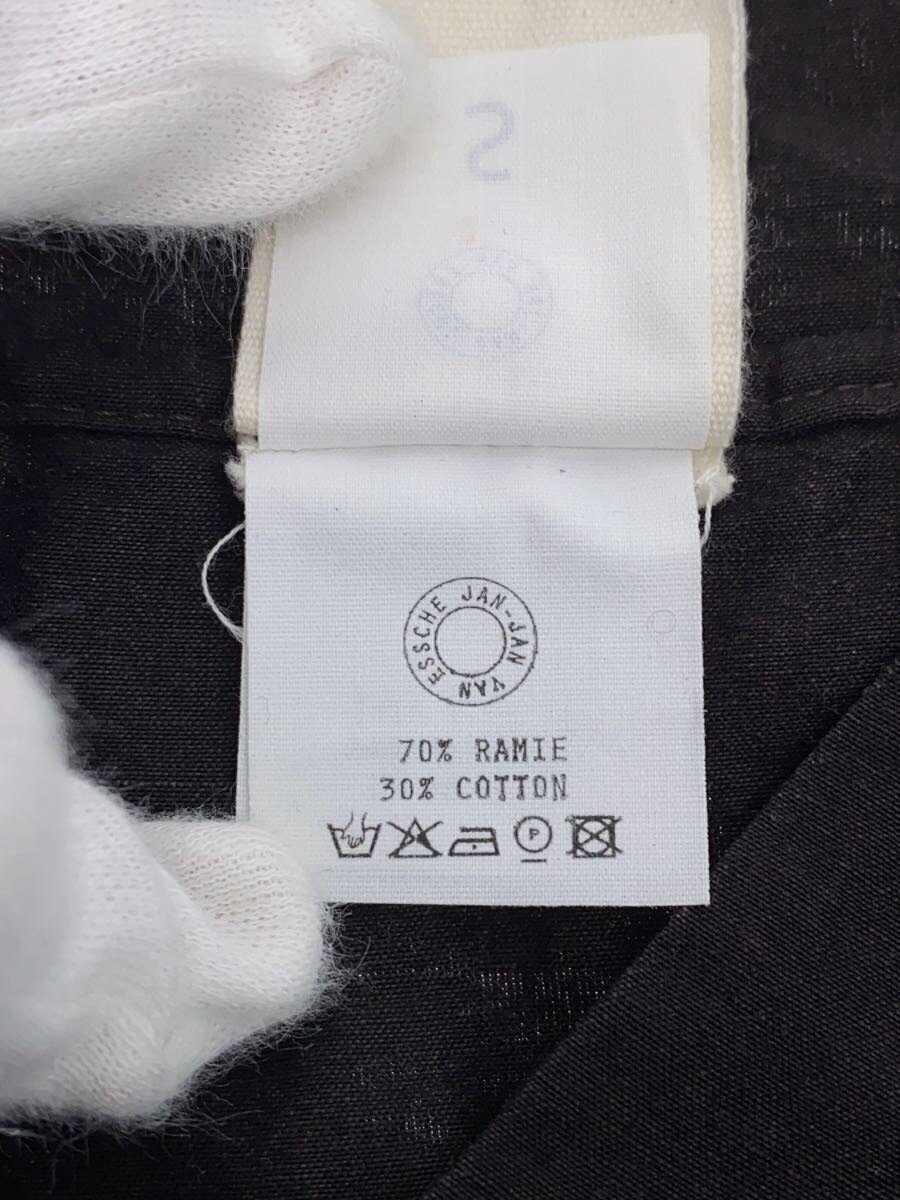 S
JAN-JAN VAN ESSCHE
70% RAMIE
30% COTTON
P